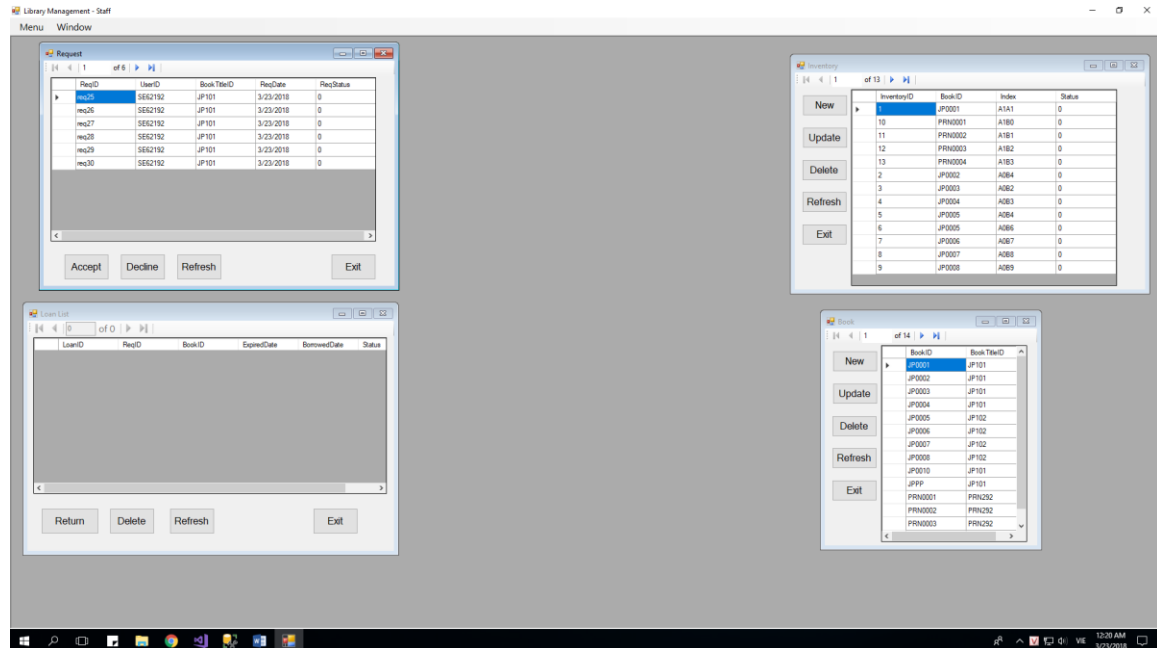 Library Management - Staff
Menu Window
Request
1 of 6
ReqID UserID BookTitleID ReqDate ReqStatus
req25 SE62192 JP101 3/23/2018 0
req26 SE62192 JP101 3/23/2018 0
req27 SE62192 JP101 3/23/2018 0
req28 SE62192 JP101 3/23/2018 0
req29 SE62192 JP101 3/23/2018 0
req30 SE62192 JP101 3/23/2018 0
Accept Decline Refresh Exit
Loan List
0 of 0
LoanID ReqID BookID ExpiredDate BorrowedDate Status
Return Delete Refresh Exit
Inventory
1 of 13
New
Update
Delete
Refresh
Exit
InventoryID BookID Index Status
1 JP0001 A1A1 0
10 PRN0001 A1B0 0
11 PRN0002 A1B1 0
12 PRN0003 A1B2 0
13 PRN0004 A1B3 0
2 JP0002 A0B4 0
3 JP0003 A0B2 0
4 JP0004 A0B3 0
5 JP0005 A0B4 0
6 JP0005 A0B6 0
7 JP0006 A0B7 0
8 JP0007 A0B8 0
9 JP0008 A0B9 0
Book
1 of 14
New
Update
Delete
Refresh
Exit
BookID BookTitleID
JP0001 JP101
JP0002 JP101
JP0003 JP101
JP0004 JP101
JP0005 JP102
JP0006 JP102
JP0007 JP102
JP0008 JP102
JP0010 JP101
JPPP JP101
PRN0001 PRN292
PRN0002 PRN292
PRN0003 PRN292
VIE 12:20 AM
3/23/2018